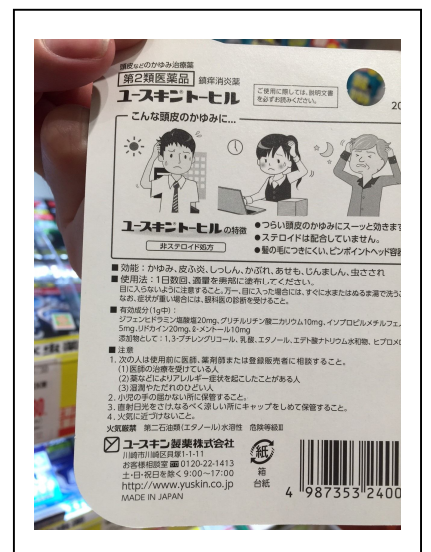 頭皮などのかゆみ治療薬
第2類医薬品 鎮痒消炎薬
ユースキントーヒル
ご使用に際しては、説明文書
を必ずお読みください。
20
こんな頭皮のかゆみに…
ユースキントーヒルの特徴
非ステロイド処方
●つらい頭皮のかゆみにスーッと効きます
●ステロイドは配合していません。
●髪の毛につきにくい、ピンポイントヘッド容器
■効能:かゆみ、皮ふ炎、しっしん、かぶれ、あせも、じんましん、虫さされ
■使用法:1日数回、適量を患部に塗布してください。
目に入らないように注意すること。万一、目に入った場合には、すぐに水またはぬるま湯で洗う
なお、症状が重い場合には、眼科医の診断を受けること。
■有効成分(1g中):
ジフェンヒドラミン塩酸塩20mg、グリチルリチン酸二カリウム10mg、イソプロピルメチルフェ
5mg、リドカイン20mg、ℓ-メントール10mg
添加物として:1,3-ブチレングリコール、乳酸、エタノール、エデト酸ナトリウム水和物、ヒプロメロ
■注意
1. 次の人は使用前に医師、薬剤師または登録販売者に相談すること。
(1)医師の治療を受けている人
(2)薬などによりアレルギー症状を起こしたことがある人
(3)湿潤やただれのひどい人
2. 小児の手の届かない所に保管すること。
3. 直射日光をさけ、なるべく涼しい所にキャップをしめて保管すること。
4. 火気に近づけないこと。
火気厳禁 第二石油類(エタノール)水溶性 危険等級Ⅲ
ユースキン製薬株式会社
川崎市川崎区貝塚1-1-11
お客様相談室 0120-22-1413
土・日・祝日を除く9:00〜17:00
http://www.yuskin.co.jp
MADE IN JAPAN
紙
箱
台紙
4 987353 2400